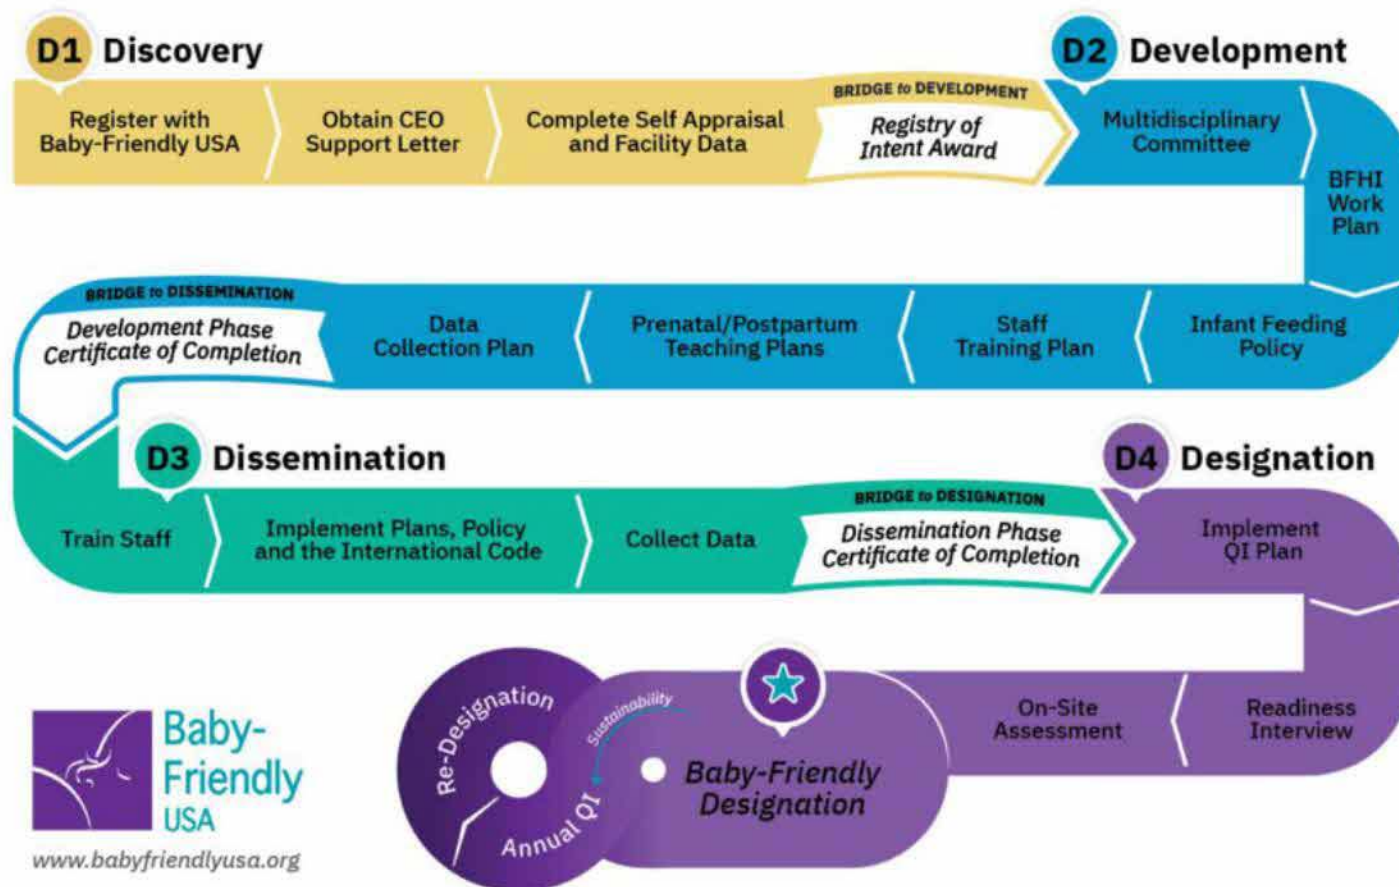 D1 Discovery
Register with
Baby-Friendly USA
Obtain CEO
Support Letter
Complete Self Appraisal
and Facility Data
BRIDGE to DEVELOPMENT
Registry of
Intent Award
D2 Development
Multidisciplinary
Committee
BFHI
Work
Plan
Infant Feeding
Policy
Staff
Training Plan
Prenatal/Postpartum
Teaching Plans
Data
Collection Plan
BRIDGE to DISSEMINATION
Development Phase
Certificate of Completion
D3 Dissemination
Train Staff
Implement Plans, Policy
and the International Code
Collect Data
BRIDGE to DESIGNATION
Dissemination Phase
Certificate of Completion
D4 Designation
Implement
QI Plan
Readiness
Interview
On-Site
Assessment
Baby-Friendly
Designation
Sustainability
Annual QI
Re-Designation
Baby-
Friendly
USA
www.babyfriendlyusa.org